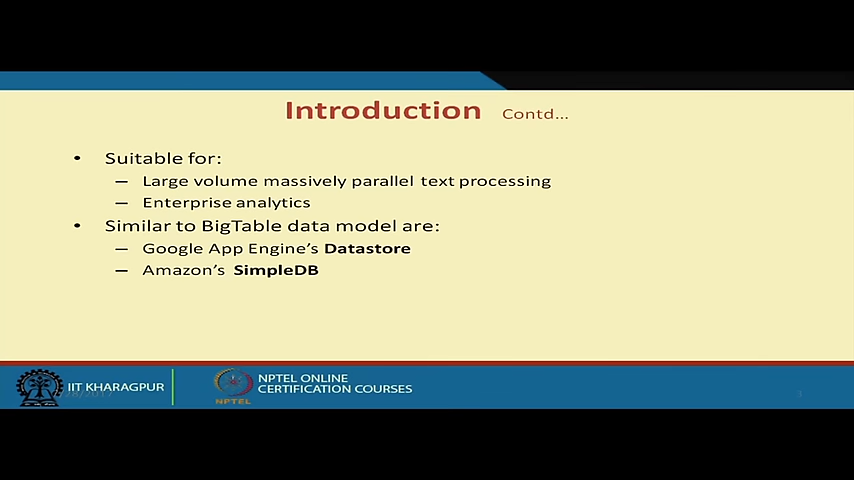 Introduction Contd...
• Suitable for:
– Large volume massively parallel text processing
– Enterprise analytics
• Similar to BigTable data model are:
– Google App Engine's Datastore
– Amazon's SimpleDB
IIT KHARAGPUR
NPTEL
NPTEL ONLINE
CERTIFICATION COURSES
3